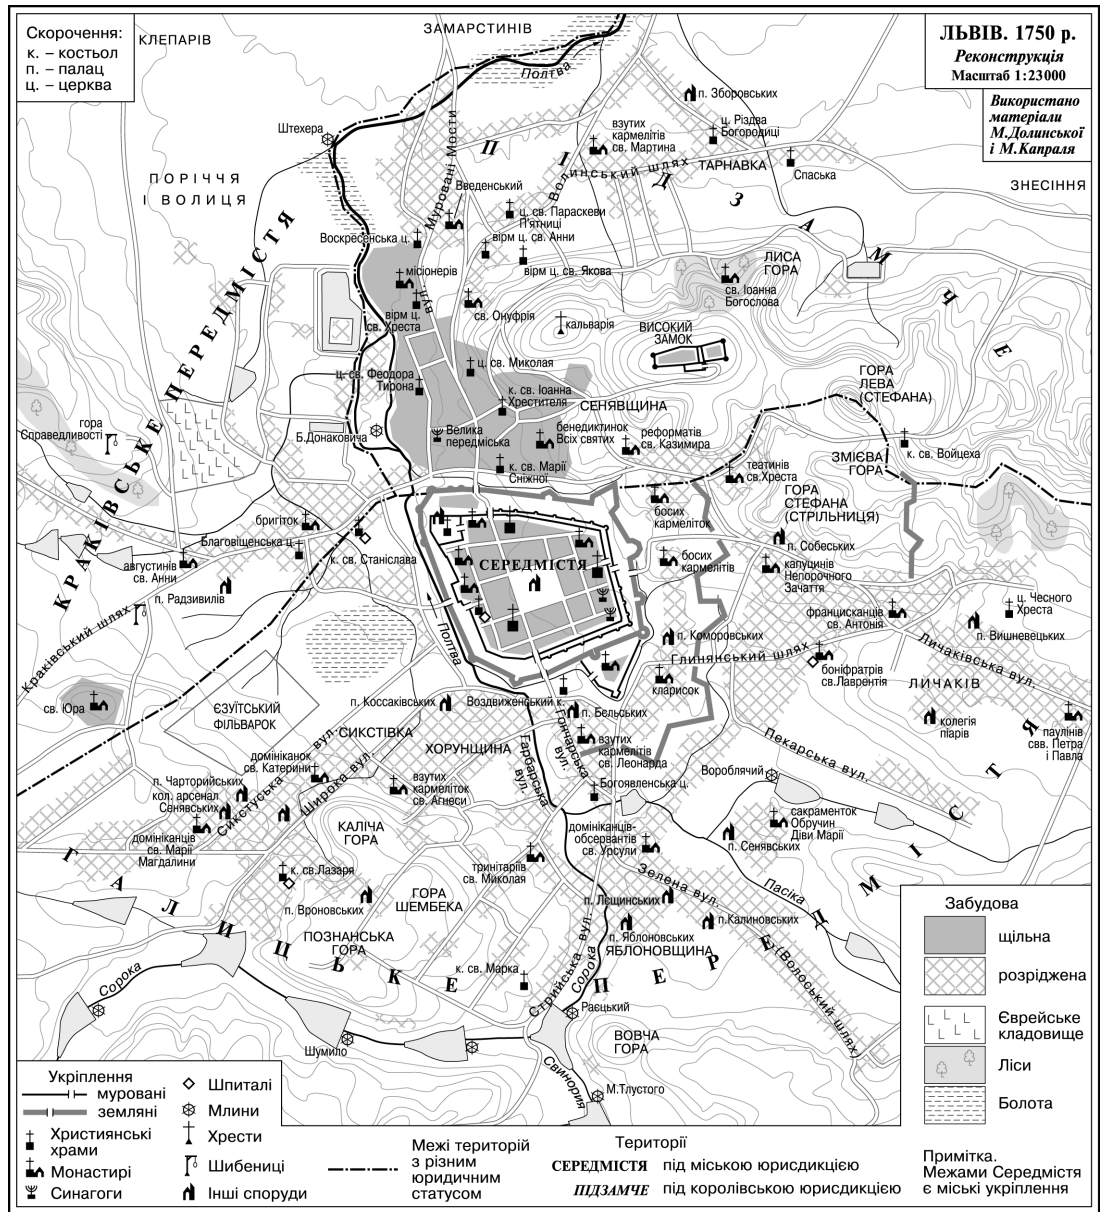 Скорочення:
к. – костьол
п. – палац
ц. – церква
ЛЬВІВ. 1750 р.
Реконструкція
Масштаб 1:23000
Використано
матеріали
М.Долинської
і М.Капраля
КЛЕПАРІВ
ЗАМАРСТИНІВ
Полтва
п. Зборовських
Штехера
взутих
кармелітів
св. Мартина
ц. Різдва
Богородиці
ПІДЗАМЧЕ
Волинський шлях
ТАРНАВКА
Спаська
ЗНЕСІННЯ
ПОРІЧЧЯ
І ВОЛИЦЯ
Муровані Мости
Введенський
ц. св. Параскеви
П'ятниці
Воскресенська ц.
вірм ц. св. Анни
вірм ц. св. Якова
ЛИСА
ГОРА
св. Іоанна
Богослова
місіонерів
вул.
вірм ц.
св. Хреста
св. Онуфрія
кальварія
ВИСОКИЙ
ЗАМОК
КРАКІВСЬКЕ ПЕРЕДМІСТЯ
ц. св. Миколая
ц. св. Феодора
Тирона
к. св. Іоанна
Хрестителя
СЕНЯВЩИНА
ГОРА
ЛЕВА
(СТЕФАНА)
гора
Справедливості
Б.Донаковича
Велика
передміська
бенедиктинок
Всіх святих
реформатів
св. Казимира
к. св. Войцеха
ЗМІЄВА
ГОРА
к. св. Марії
Сніжної
театинів
св.Хреста
ГОРА
СТЕФАНА
(СТРІЛЬНИЦЯ)
босих
кармеліток
бригіток
Благовіщенська ц.
к. св. Станіслава
августинів
св. Анни
п. Радзивилів
СЕРЕДМІСТЯ
босих
кармелітів
п. Собеських
капуцинів
Непорочного
Зачаття
францисканців
св. Антонія
ц. Чесного
Хреста
п. Вишневецьких
Краківський шлях
Полтва
п. Коморовських
Глинянський шлях
Личаківська вул.
боніфратрів
св.Лаврентія
ЛИЧАКІВ
кларисок
св. Юра
ЄЗУЇТСЬКИЙ
ФІЛЬВАРОК
п. Коссаківських
Воздвиженський к.
п. Бєльських
колегія
піарів
паулінів
свв. Петра
і Павла
СИКСТІВКА
ХОРУНЩИНА
Гарбарська
вул.
Гончарська
вул.
взутих
кармелітів
св. Леонарда
Пекарська вул.
домініканок
св. Катерини
п. Чарторийських
кол. арсенал
Сенявських
Сикстуська вул.
Широка вул.
взутих
кармеліток
св. Агнеси
Богоявленська ц.
Вороблячий
сакраменток
Обручин
Діви Марії
домініканців
св. Марії
Магдалини
КАЛІЧА
ГОРА
домініканців-
обсервантів
св. Урсули
п. Сенявських
тринітаріїв
св. Миколая
к. св.Лазаря
п. Вроновських
ГОРА
ШЕМБЕКА
Зелена вул.
Пасіка
п. Лєщинських
п.Калиновських
п. Яблоновських
ЯБЛОНОВЩИНА
ПОЗНАНСЬКА
ГОРА
ГАЛИЦЬКЕ ПЕРЕДМІСТЯ
к. св. Марка
Стрийська вул.
Сорока
(Волоський шлях)
Сорока
Раєцький
ВОВЧА
ГОРА
Шумило
Свинория
М.Тлустого
Забудова
щільна
розріджена
Єврейське
кладовище
Ліси
Болота
Укріплення
муровані
земляні
Християнські
храми
Монастирі
Синагоги
Шпиталі
Млини
Хрести
Шибениці
Інші споруди
Межі територій
з різним
юридичним
статусом
Території
СЕРЕДМІСТЯ під міською юрисдикцією
ПІДЗАМЧЕ під королівською юрисдикцією
Примітка.
Межами Середмістя
є міські укріплення